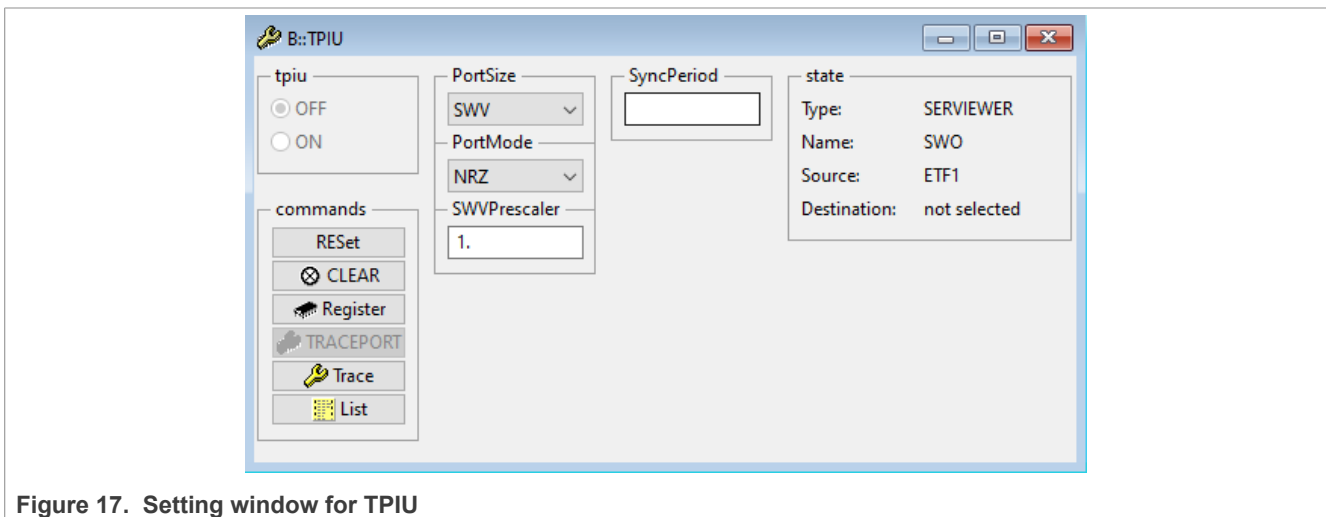 B::TPIU
tpiu
OFF
ON
commands
RESet
CLEAR
Register
TRACEPORT
Trace
List
PortSize
SWV
PortMode
NRZ
SWVPrescaler
1.
SyncPeriod
state
Type: SERVIEWER
Name: SWO
Source: ETF1
Destination: not selected
Figure 17. Setting window for TPIU